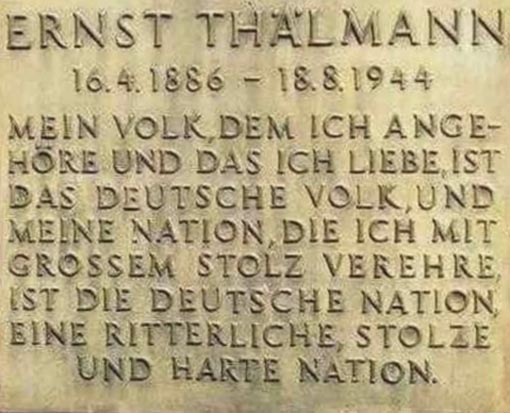 ERNST THÄLMANN
16.4.1886 – 18.8.1944
MEIN VOLK, DEM ICH ANGE-
HÖRE UND DAS ICH LIEBE, IST
DAS DEUTSCHE VOLK, UND
MEINE NATION, DIE ICH MIT
GROSSEM STOLZ VEREHRE,
IST DIE DEUTSCHE NATION,
EINE RITTERLICHE, STOLZE
UND HARTE NATION.